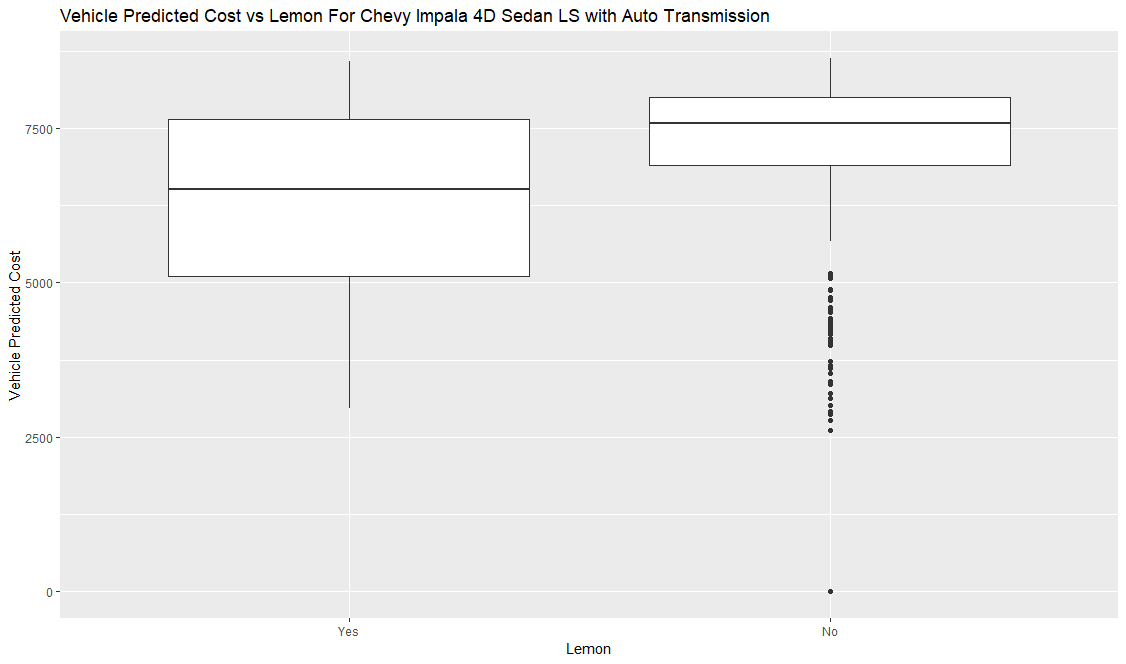 Vehicle Predicted Cost vs Lemon For Chevy Impala 4D Sedan LS with Auto Transmission
Vehicle Predicted Cost
7500
5000
2500
0
Yes
No
Lemon